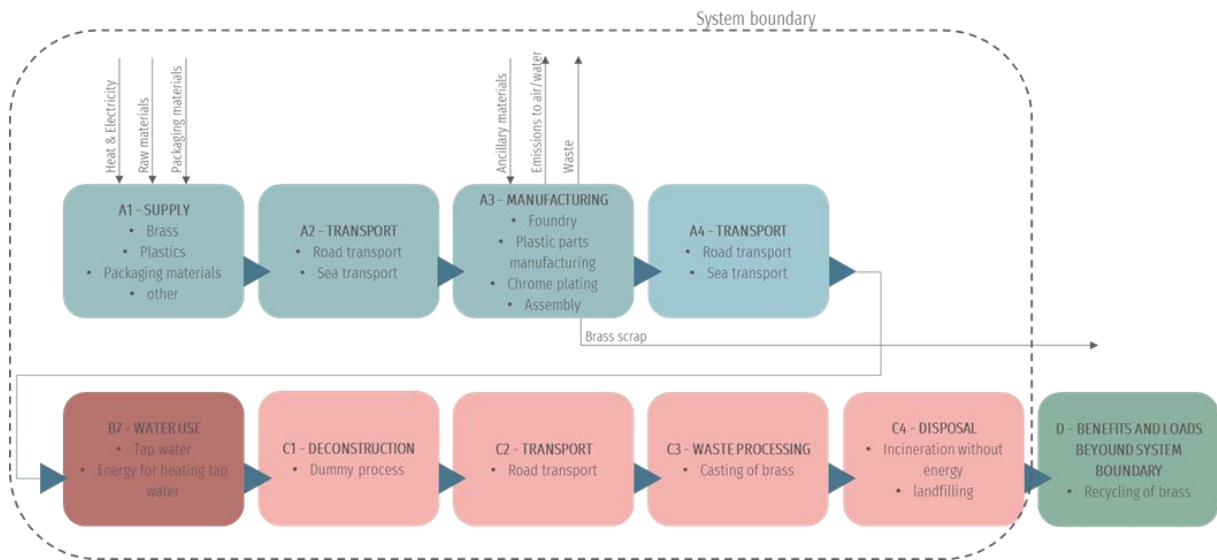 System boundary
Heat & Electricity
Raw materials
Packaging materials
Ancillary materials
Emissions to air/water
Waste
A1 - SUPPLY
• Brass
• Plastics
• Packaging materials
• other
A2 - TRANSPORT
• Road transport
• Sea transport
A3 - MANUFACTURING
• Foundry
• Plastic parts
manufacturing
• Chrome plating
• Assembly
A4 - TRANSPORT
• Road transport
• Sea transport
Brass scrap
B7 - WATER USE
• Tap water
• Energy for heating tap
water
C1 - DECONSTRUCTION
• Dummy process
C2 - TRANSPORT
• Road transport
C3 - WASTE PROCESSING
• Casting of brass
C4 - DISPOSAL
• Incineration without
energy
• landfilling
D - BENEFITS AND LOADS
BEYOUND SYSTEM
BOUNDARY
• Recycling of brass